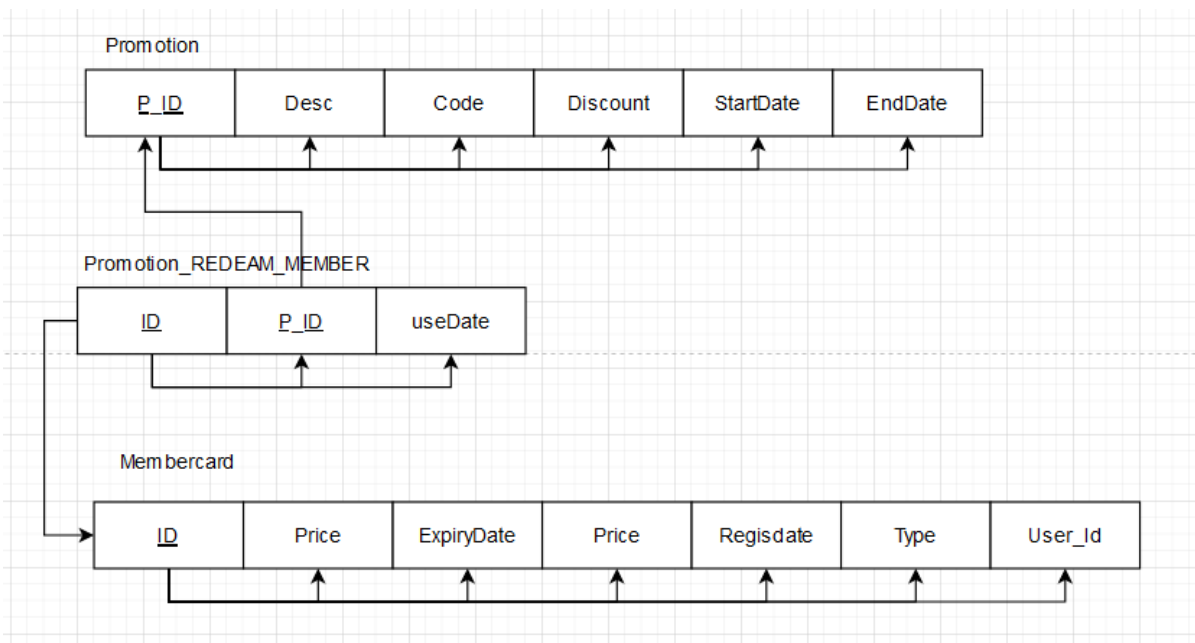 Promotion
P_ID Desc Code Discount StartDate EndDate
Promotion_REDEAM_MEMBER
ID P_ID useDate
Membercard
ID Price ExpiryDate Price Regisdate Type User_Id